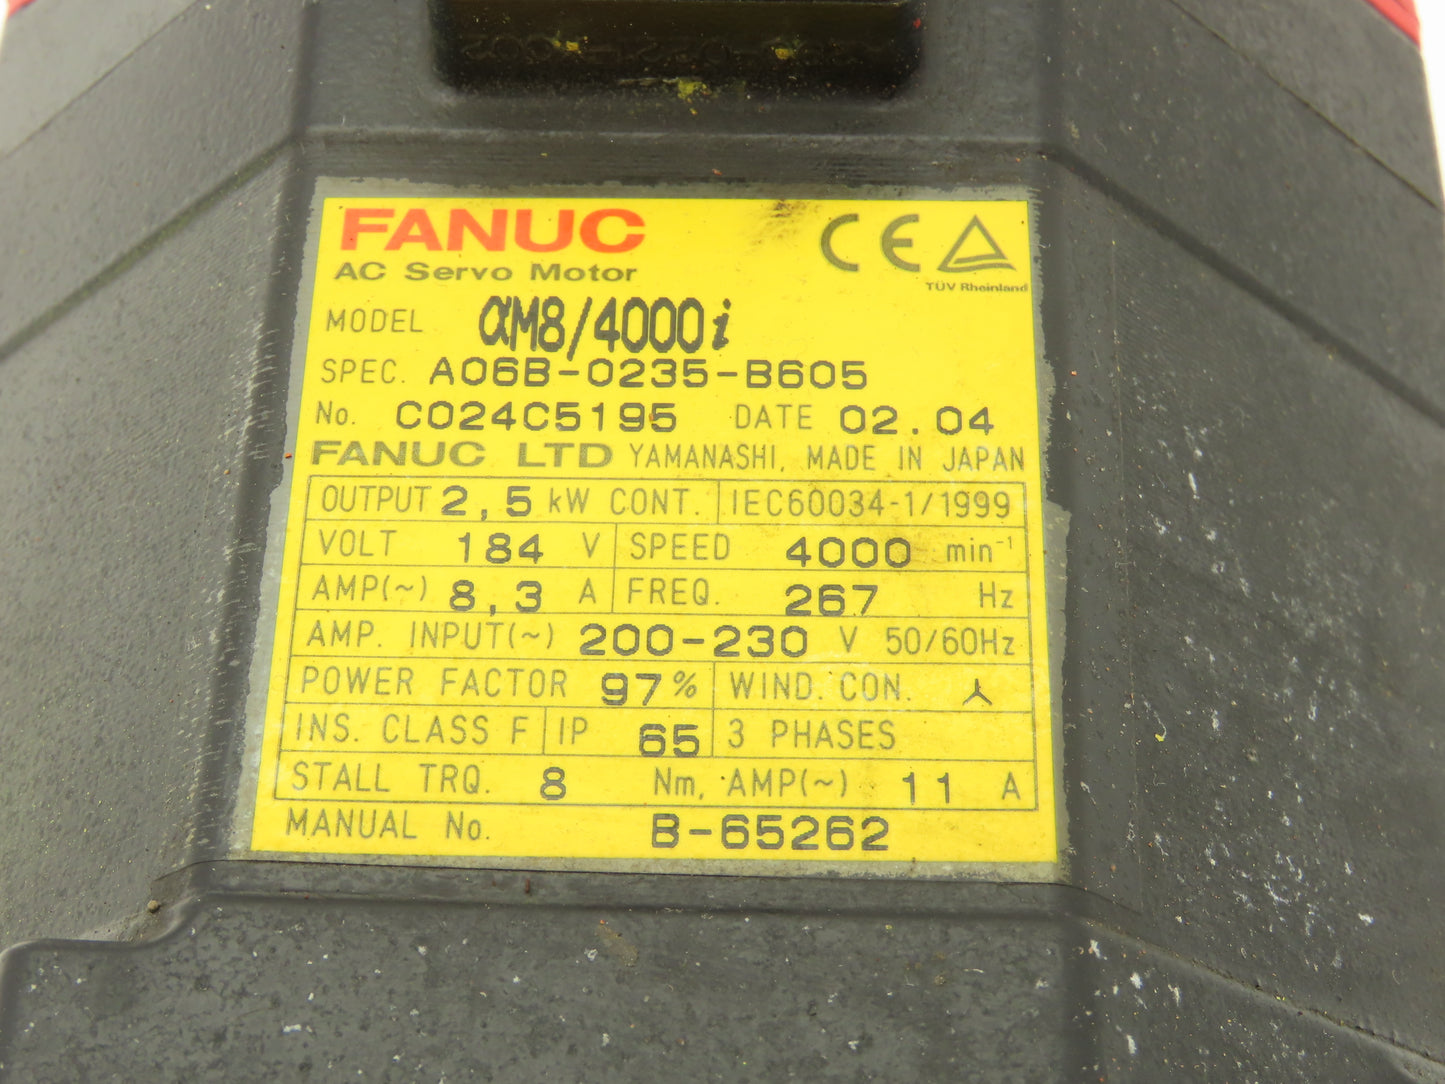 FANUC
CE
AC Servo Motor
TÜV Rheinland
MODEL αM8/4000i
SPEC. A06B-0235-B605
No. C024C5195 DATE 02.04
FANUC LTD YAMANASHI, MADE IN JAPAN
OUTPUT 2,5 kW CONT. IEC60034-1/1999
VOLT 184 V SPEED 4000 min⁻¹
AMP(~) 8,3 A FREQ. 267 Hz
AMP. INPUT(~) 200-230 V 50/60Hz
POWER FACTOR 97% WIND. CON.
INS. CLASS F IP 65 3 PHASES
STALL TRQ. 8 Nm, AMP(~) 11 A
MANUAL No. B-65262